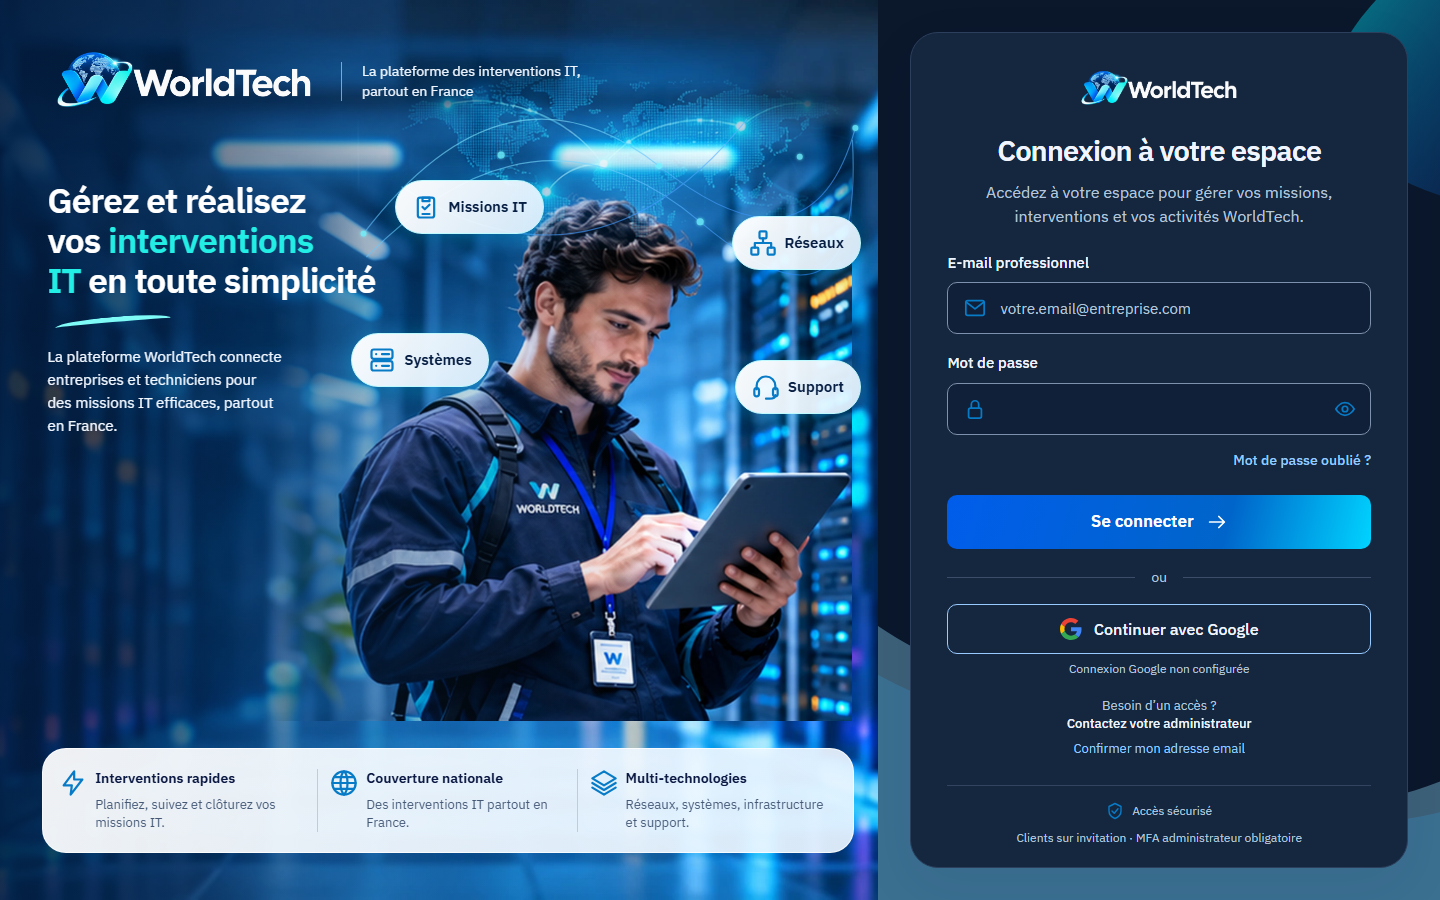 WorldTech
La plateforme des interventions IT,
partout en France
Gérez et réalisez
vos interventions
IT en toute simplicité
La plateforme WorldTech connecte
entreprises et techniciens pour
des missions IT efficaces, partout
en France.
Missions IT
Réseaux
Systèmes
Support
W
WORLDTECH
W
Interventions rapides
Planifiez, suivez et clôturez vos
missions IT.
Couverture nationale
Des interventions IT partout en
France.
Multi-technologies
Réseaux, systèmes, infrastructure
et support.
WorldTech
Connexion à votre espace
Accédez à votre espace pour gérer vos missions,
interventions et vos activités WorldTech.
E-mail professionnel
votre.email@entreprise.com
Mot de passe
Mot de passe oublié ?
Se connecter
ou
Continuer avec Google
Connexion Google non configurée
Besoin d’un accès ?
Contactez votre administrateur
Confirmer mon adresse email
Accès sécurisé
Clients sur invitation · MFA administrateur obligatoire